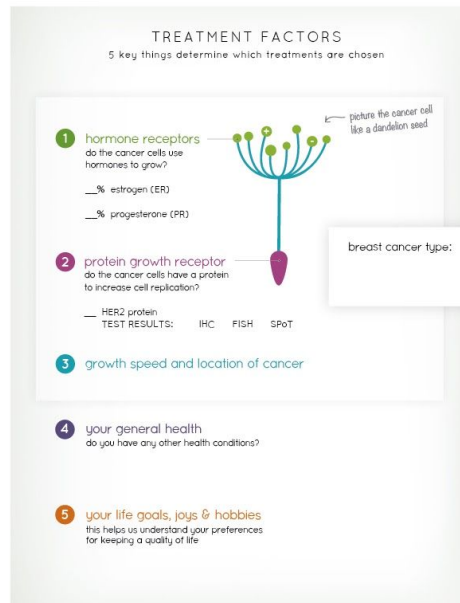 TREATMENT FACTORS
5 key things determine which treatments are chosen
picture the cancer cell
like a dandelion seed
1 hormone receptors
do the cancer cells use
hormones to grow?
__% estrogen (ER)
__% progesterone (PR)
breast cancer type:
2 protein growth receptor
do the cancer cells have a protein
to increase cell replication?
__ HER2 protein
TEST RESULTS: IHC FISH SPoT
3 growth speed and location of cancer
4 your general health
do you have any other health conditions?
5 your life goals, joys & hobbies
this helps us understand your preferences
for keeping a quality of life